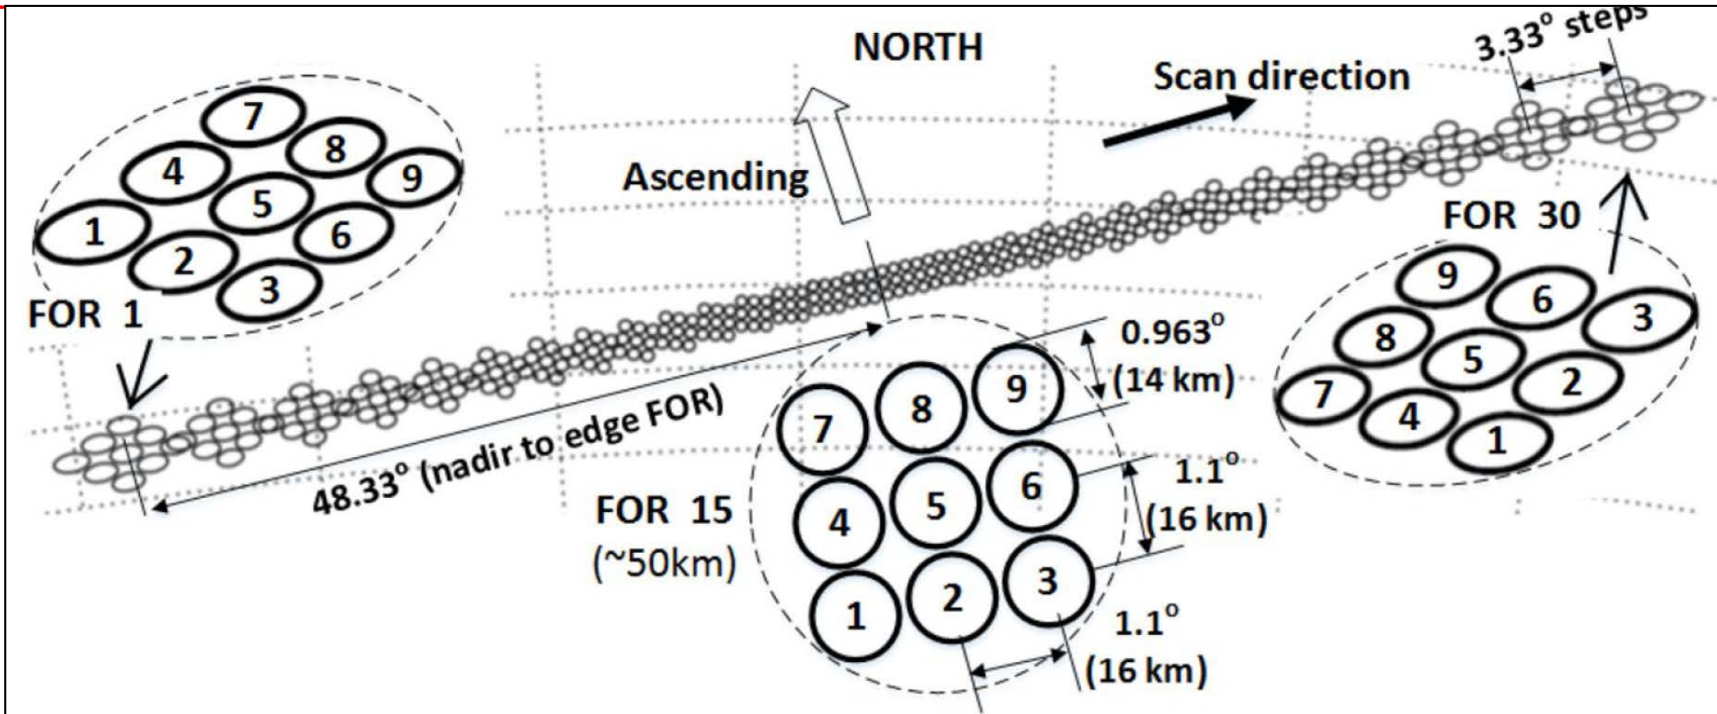 NORTH
3.33° steps
Scan direction
Ascending
7
8
4
9
5
1
6
2
3
FOR 1
FOR 30
9
6
3
8
5
2
7
4
1
48.33° (nadir to edge FOR)
0.963°
(14 km)
9
8
7
1.1°
(16 km)
6
5
4
FOR 15
(~50km)
3
2
1
1.1°
(16 km)